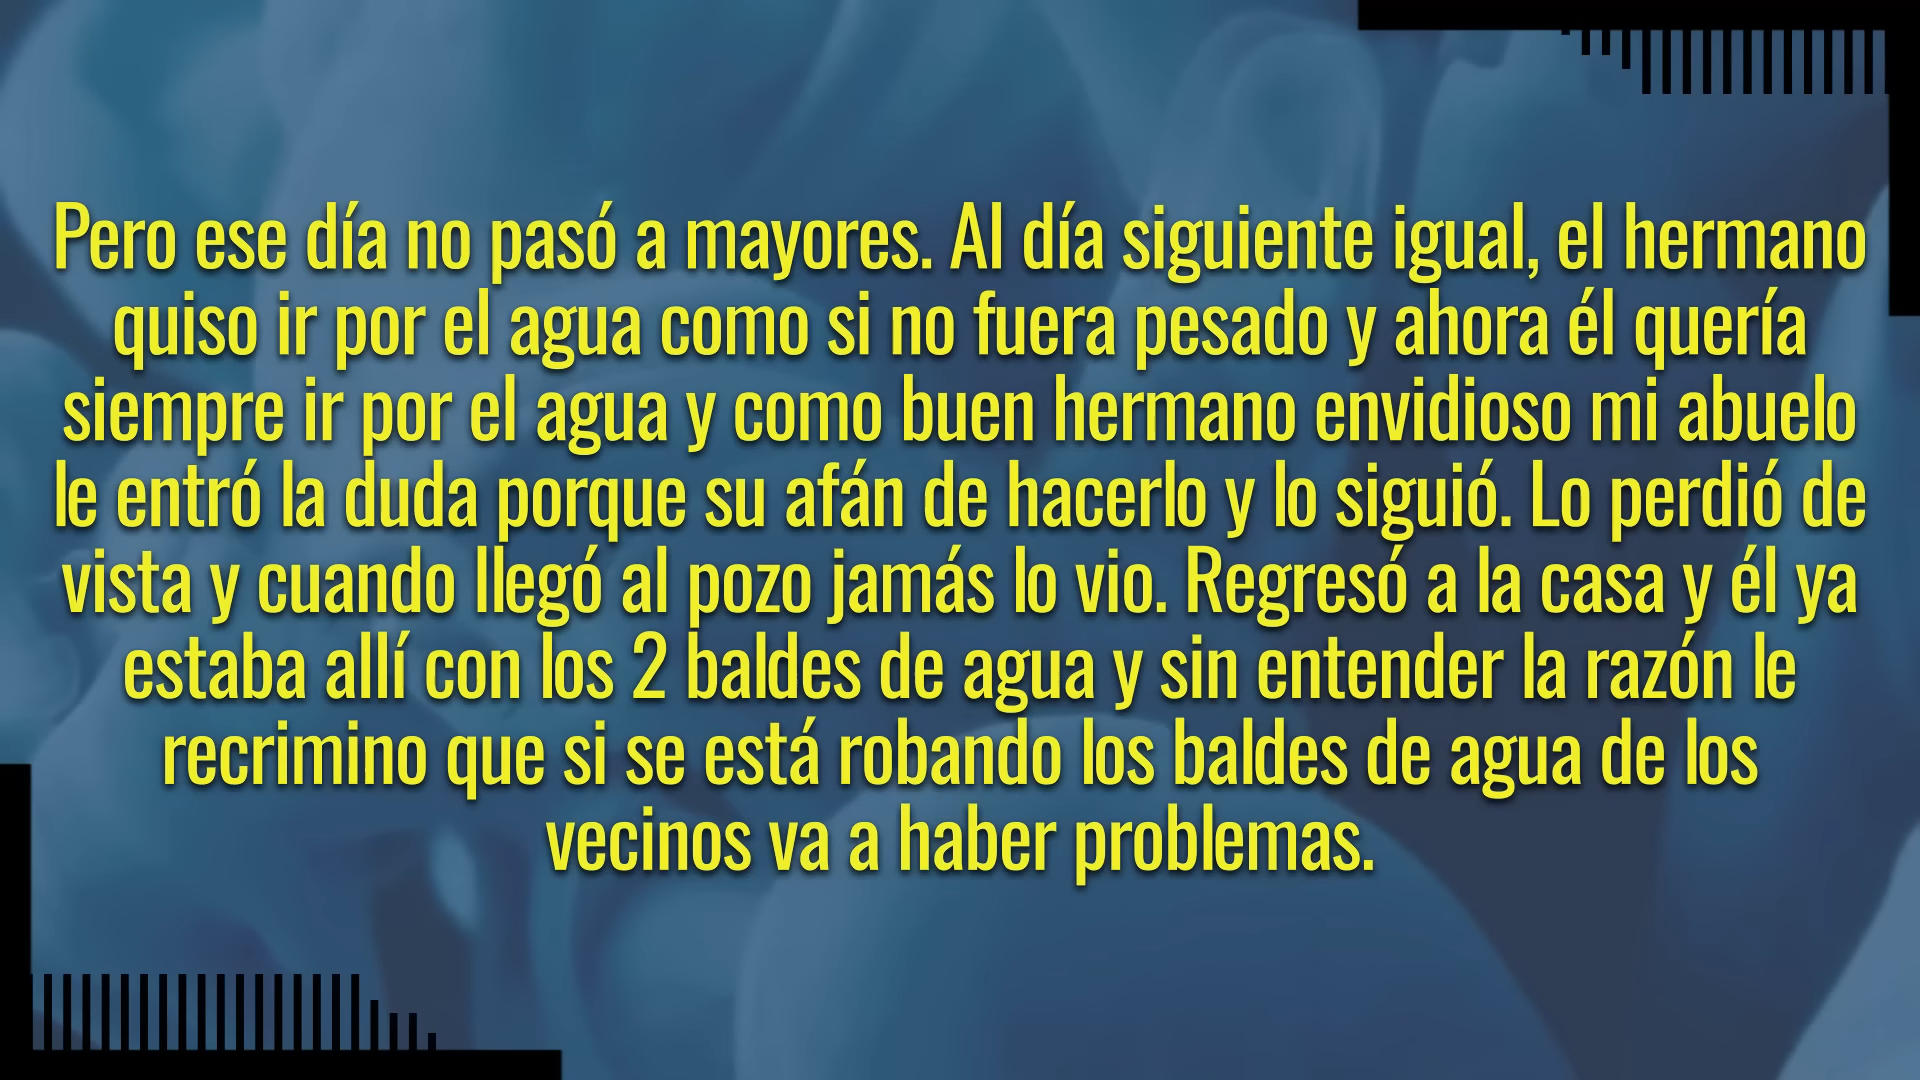 Pero ese día no pasó a mayores. Al día siguiente igual, el hermano
quiso ir por el agua como si no fuera pesado y ahora él quería
siempre ir por el agua y como buen hermano envidioso mi abuelo
le entró la duda porque su afán de hacerlo y lo siguió. Lo perdió de
vista y cuando llegó al pozo jamás lo vio. Regresó a la casa y él ya
estaba allí con los 2 baldes de agua y sin entender la razón le
recrimino que si se está robando los baldes de agua de los
vecinos va a haber problemas.